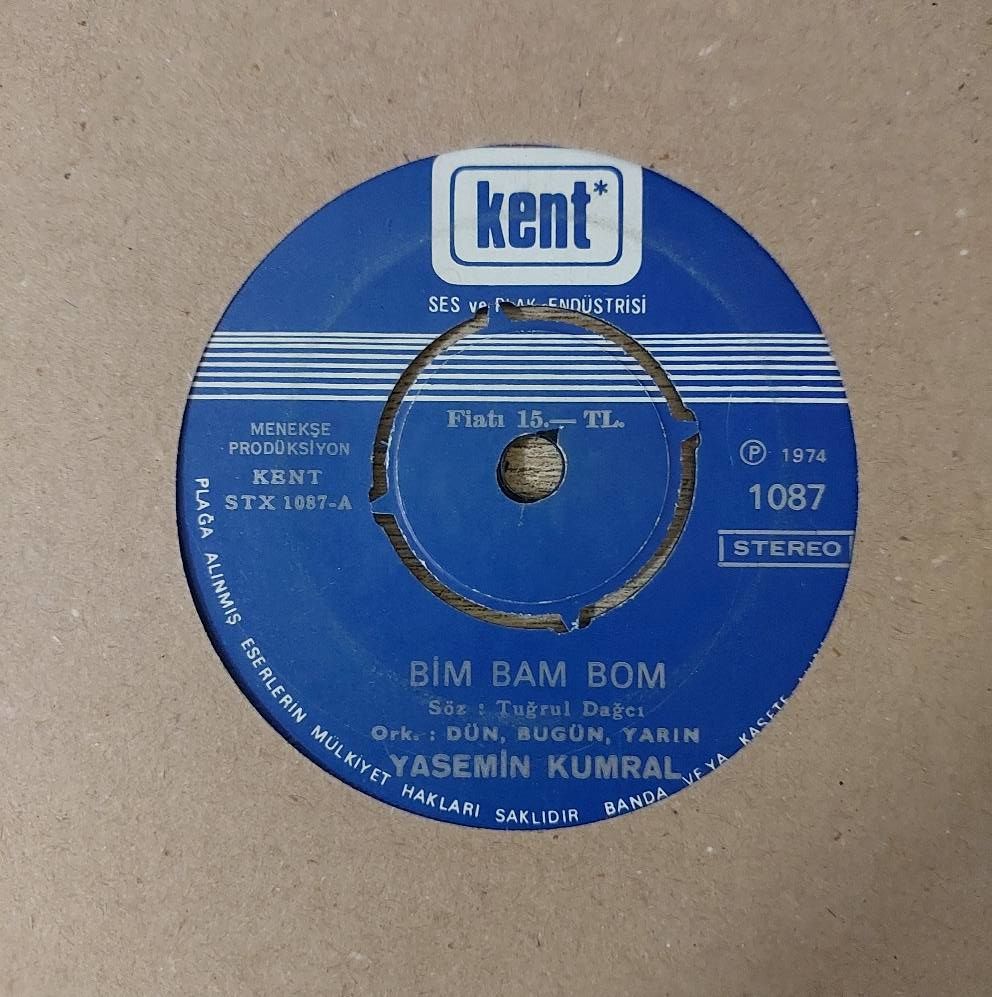 kent*
SES ve PLAK ENDÜSTRİSİ
Fiatı 15.— TL.
MENEKŞE
PRODÜKSİYON
KENT
STX 1087-A
Ⓟ 1974
1087
STEREO
BİM BAM BOM
Söz : Tuğrul Dağcı
Ork. : DÜN, BUGÜN, YARIN
YASEMİN KUMRAL
PLAĞA ALINMIŞ ESERLERİN MÜLKİYET HAKLARI SAKLIDIR BANDA VEYA KASETE